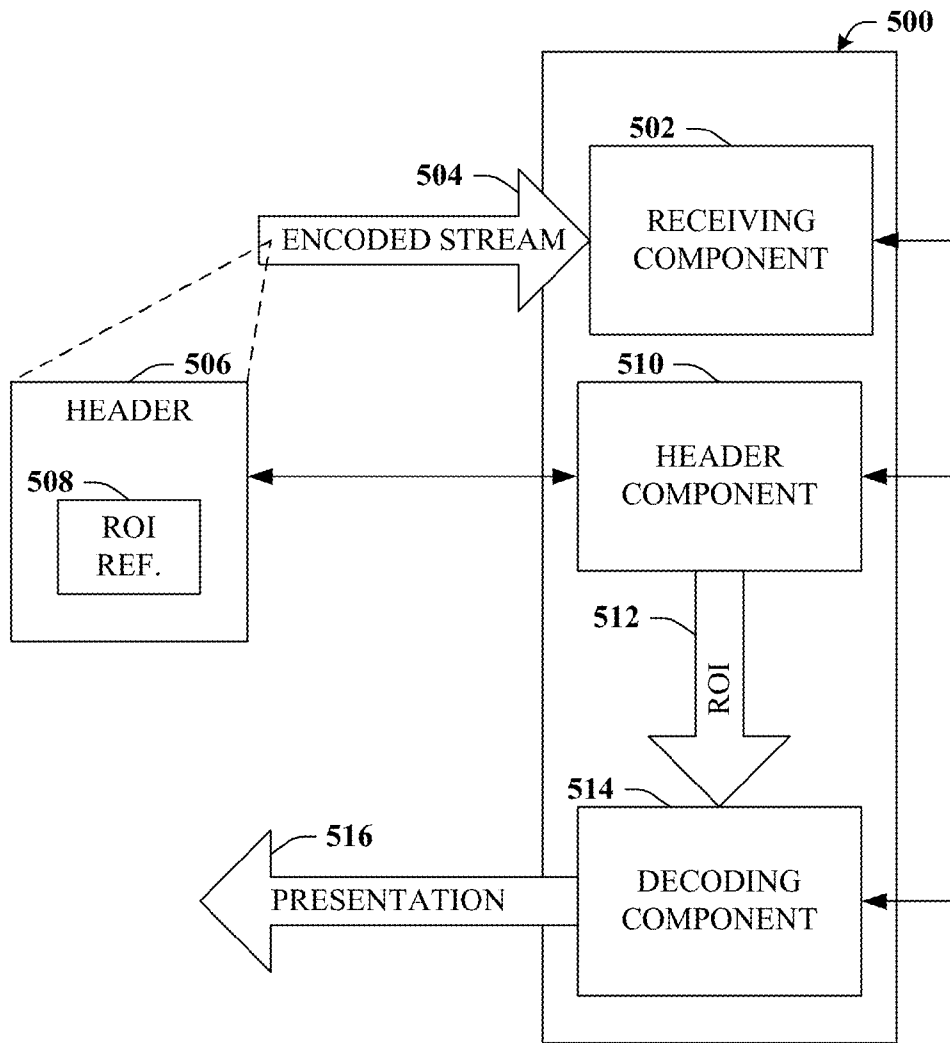 500
502
504
ENCODED STREAM
RECEIVING
COMPONENT
506
HEADER
508
ROI
REF.
510
HEADER
COMPONENT
512
ROI
514
516
PRESENTATION
DECODING
COMPONENT